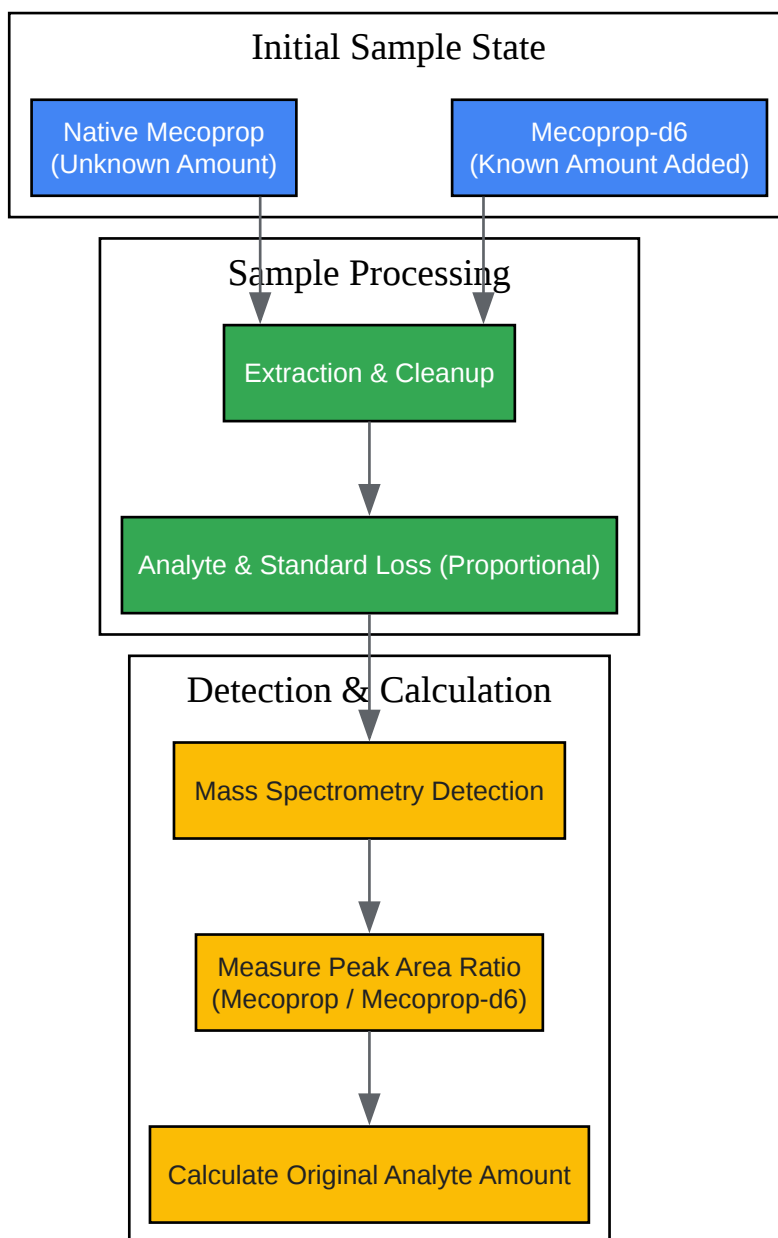 Initial Sample State
Native Mecoprop
(Unknown Amount)
Mecoprop-d6
(Known Amount Added)
Sample Processing
Extraction & Cleanup
Analyte & Standard Loss (Proportional)
Detection & Calculation
Mass Spectrometry Detection
Measure Peak Area Ratio
(Mecoprop / Mecoprop-d6)
Calculate Original Analyte Amount